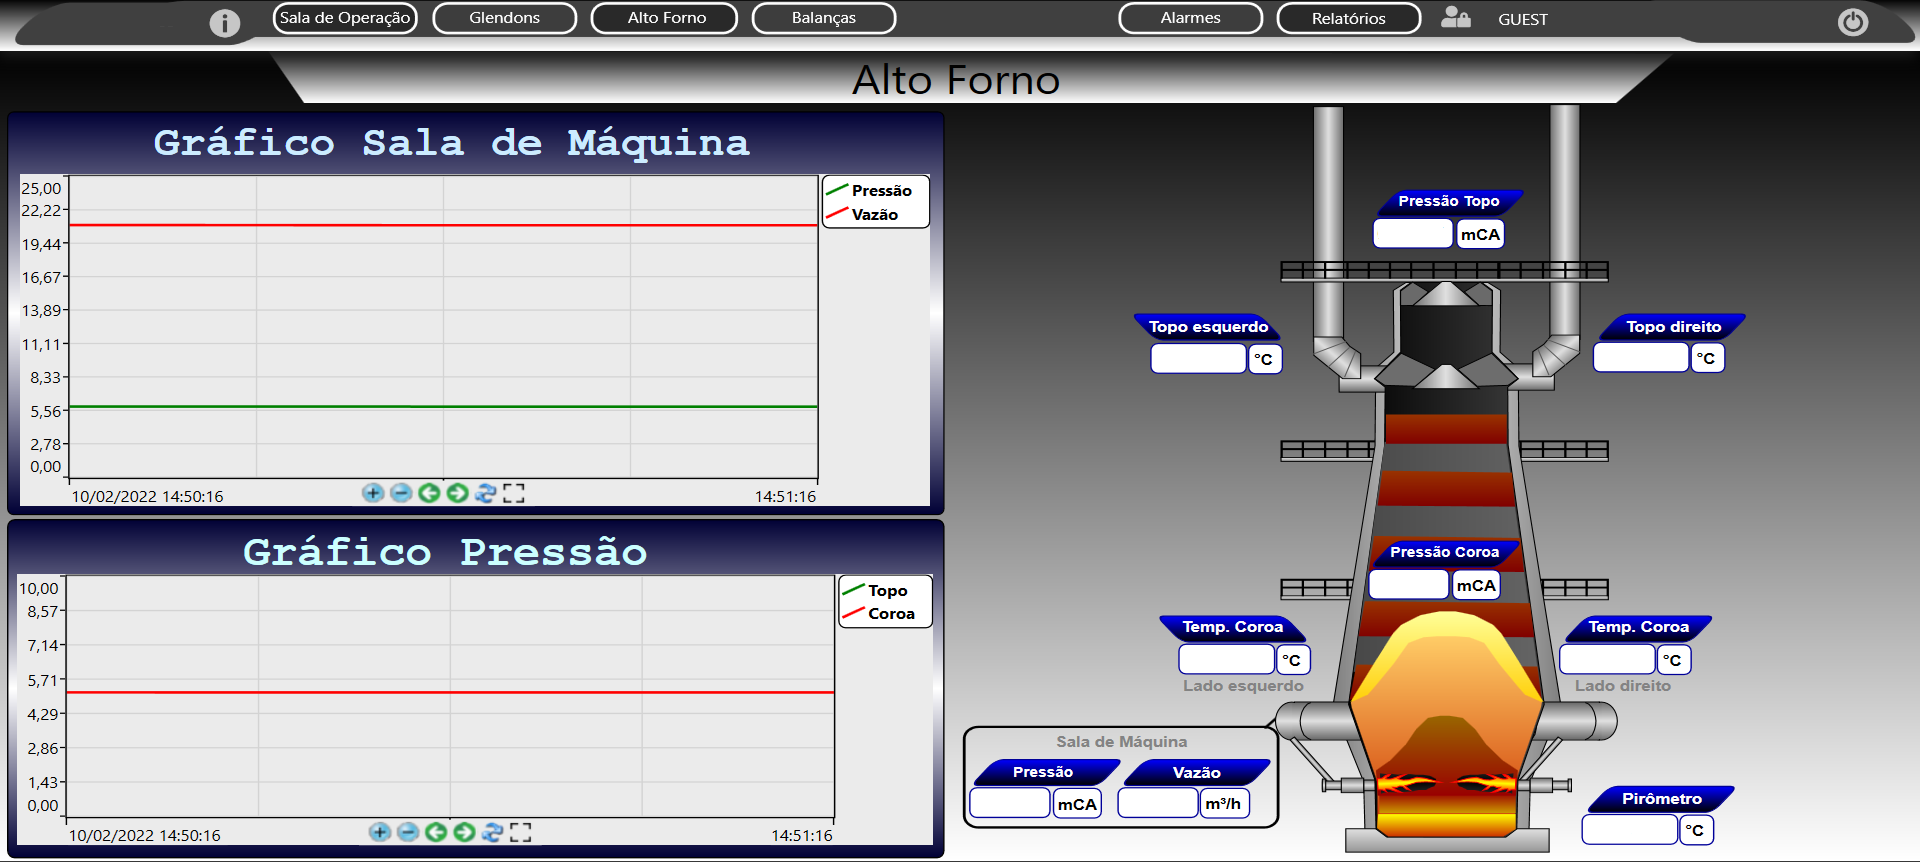 Sala de Operação
Glendons
Alto Forno
Balanças
Alarmes
Relatórios
GUEST
Alto Forno
Gráfico Sala de Máquina
25,00
22,22
19,44
16,67
13,89
11,11
8,33
5,56
2,78
0,00
10/02/2022 14:50:16
14:51:16
Pressão
Vazão
Gráfico Pressão
10,00
8,57
7,14
5,71
4,29
2,86
1,43
0,00
10/02/2022 14:50:16
14:51:16
Topo
Coroa
Pressão Topo
mCA
Topo esquerdo
°C
Topo direito
°C
Pressão Coroa
mCA
Temp. Coroa
°C
Lado esquerdo
Temp. Coroa
°C
Lado direito
Sala de Máquina
Pressão
mCA
Vazão
m³/h
Pirômetro
°C